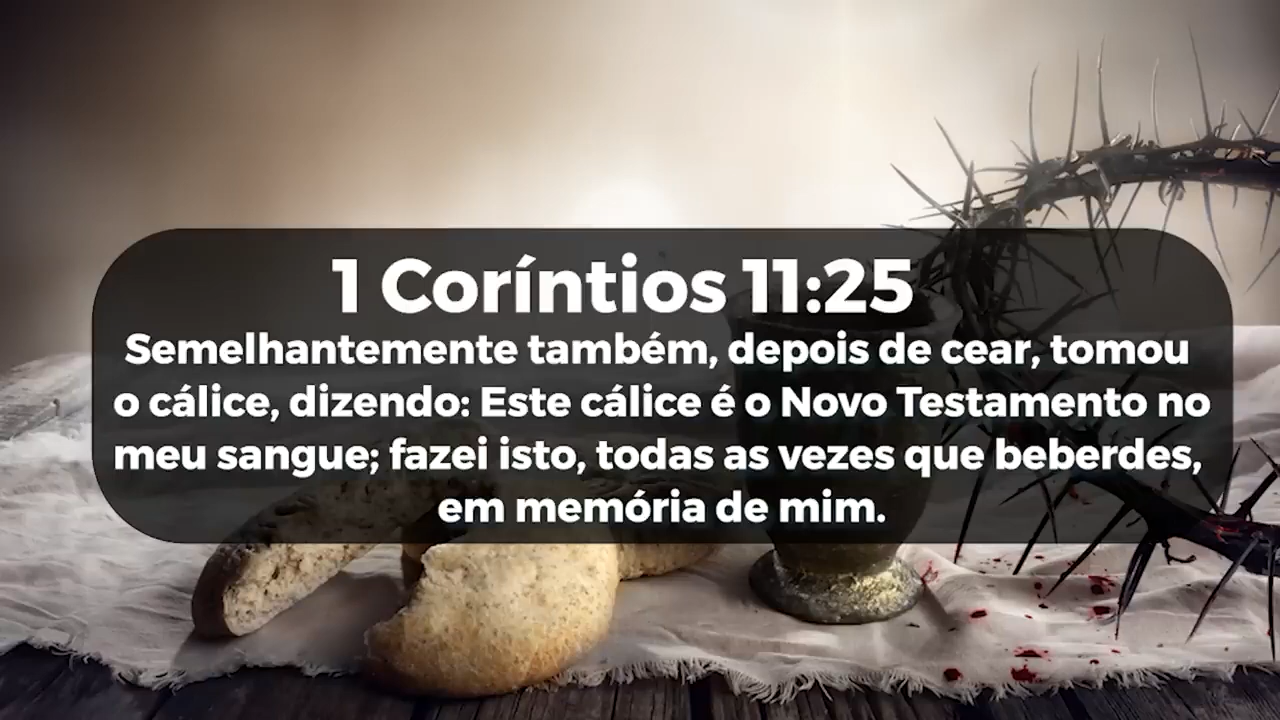 1 Coríntios 11:25
Semelhantemente também, depois de cear, tomou
o cálice, dizendo: Este cálice é o Novo Testamento no
meu sangue; fazei isto, todas as vezes que beberdes,
em memória de mim.